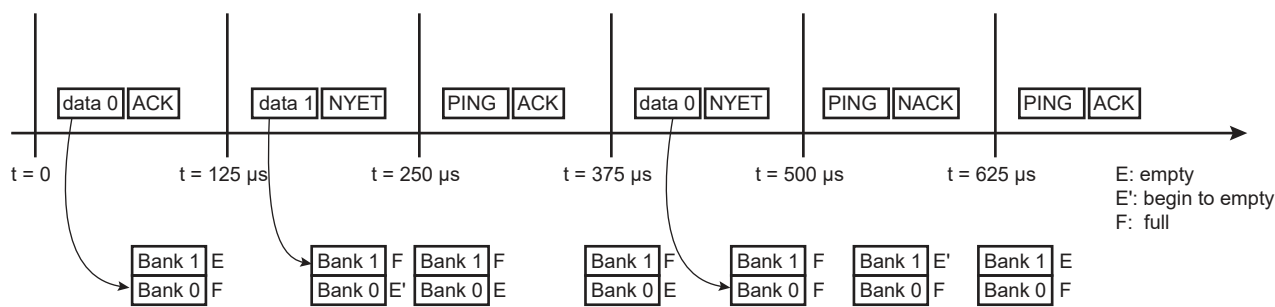 data 0 ACK data 1 NYET PING ACK data 0 NYET PING NACK PING ACK
t = 0 t = 125 μs t = 250 μs t = 375 μs t = 500 μs t = 625 μs
E: empty
E': begin to empty
F: full
Bank 1 E Bank 1 F Bank 1 F Bank 1 F Bank 1 F Bank 1 E' Bank 1 E
Bank 0 F Bank 0 E' Bank 0 E Bank 0 E Bank 0 F Bank 0 F Bank 0 F